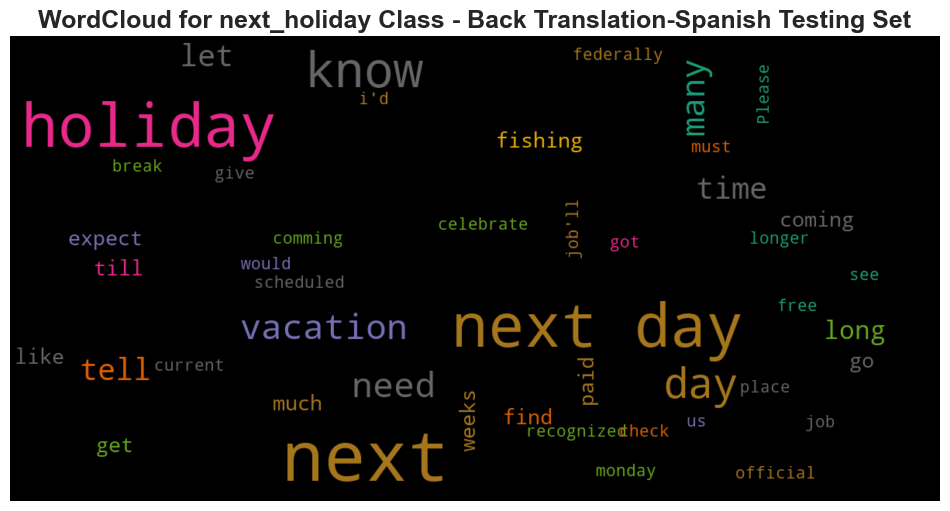 WordCloud for next_holiday Class - Back Translation-Spanish Testing Set
let
know
federally
many
Please
i'd
holiday
fishing
must
break
give
time
celebrate
job'll
coming
expect
comming
got
longer
till
would
scheduled
see
free
vacation
next day
long
like
tell
current
need
paid
day
place
go
much
weeks
find
recognized
check
us
job
get
next
monday
official